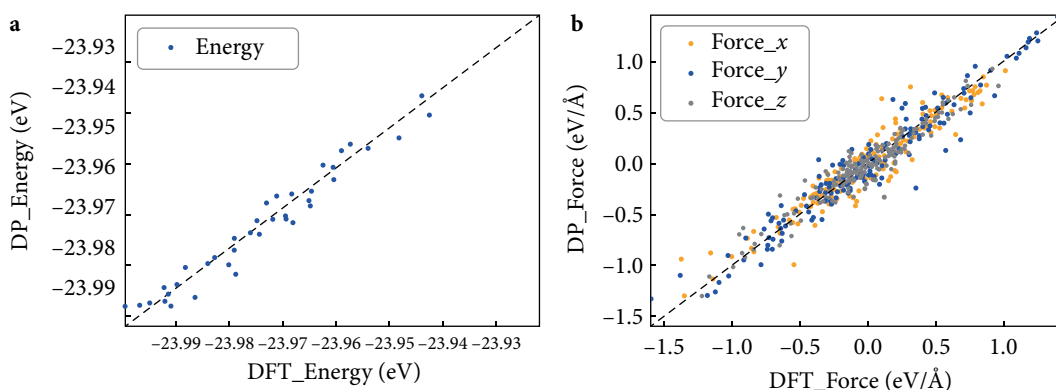 a
Energy
−23.93
−23.94
−23.95
−23.96
−23.97
−23.98
−23.99
DP_Energy (eV)
−23.99 −23.98 −23.97 −23.96 −23.95 −23.94 −23.93
DFT_Energy (eV)
b
Force_x
Force_y
Force_z
1.0
0.5
0.0
−0.5
−1.0
−1.5
DP_Force (eV/Å)
−1.5 −1.0 −0.5 0.0 0.5 1.0
DFT_Force (eV/Å)